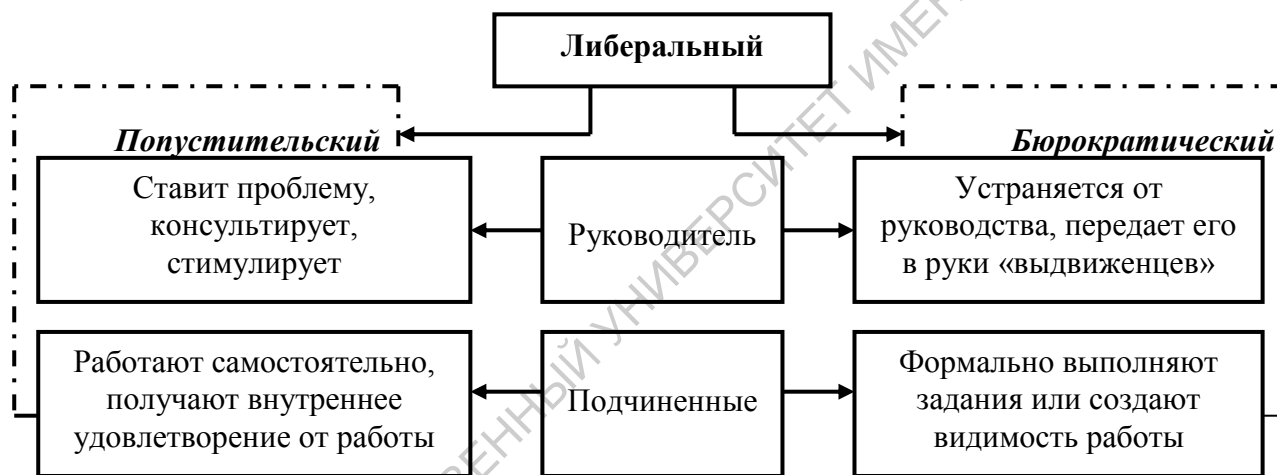 Либеральный
Попустительский
Бюрократический
Ставит проблему,
консультирует,
стимулирует
Руководитель
Устраняется от
руководства, передает его
в руки «выдвиженцев»
Работают самостоятельно,
получают внутреннее
удовлетворение от работы
Подчиненные
Формально выполняют
задания или создают
видимость работы
УНИВЕРСИТЕТ